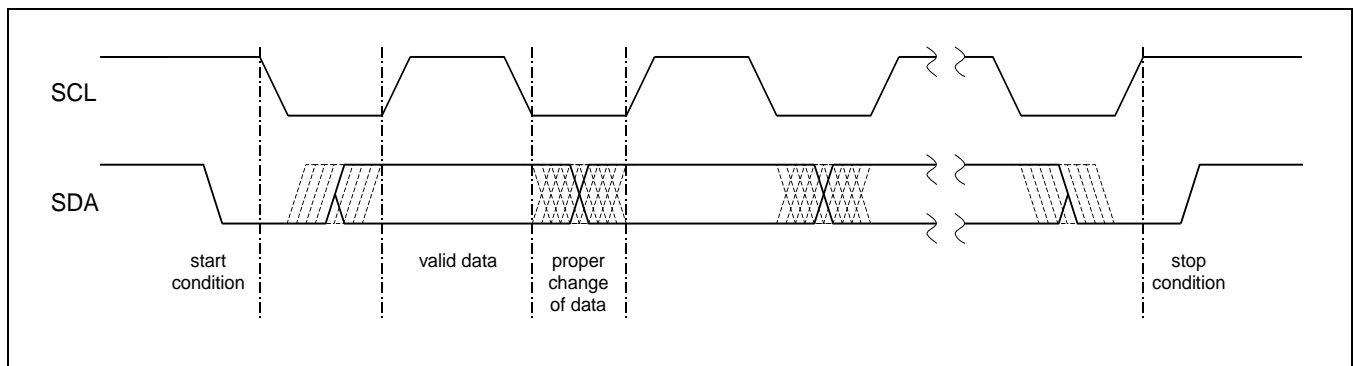 SCL
SDA
start
condition
valid data
proper
change
of data
stop
condition